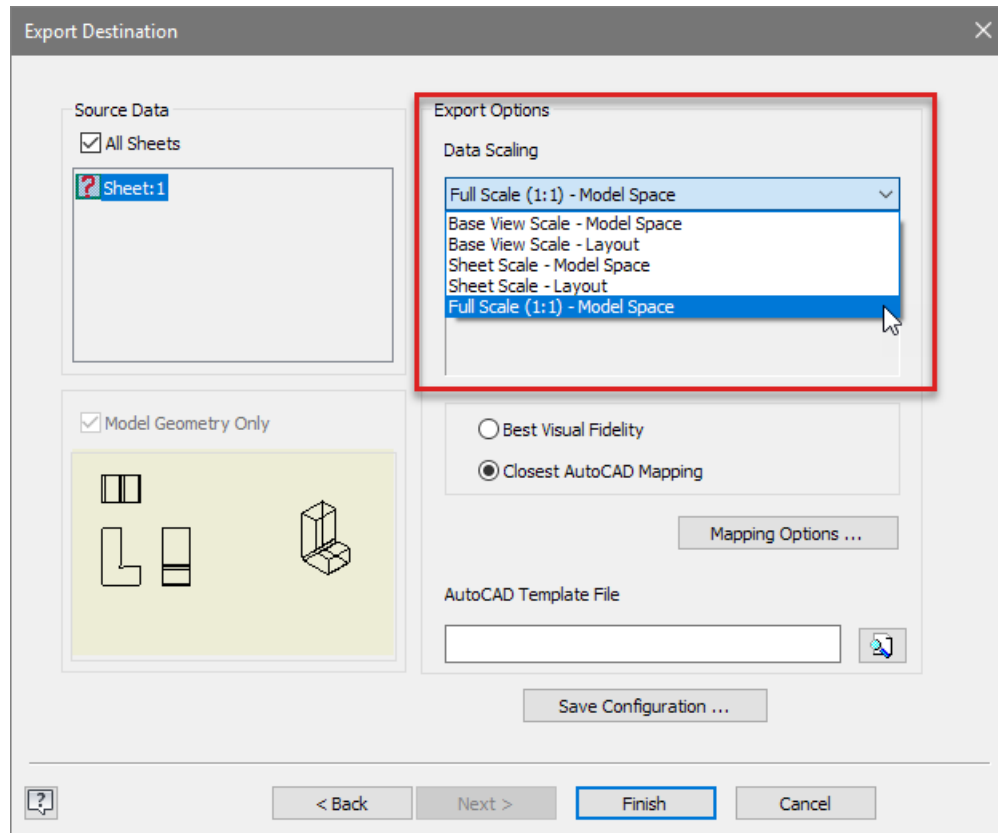 Export Destination
Source Data
All Sheets
Sheet:1
Export Options
Data Scaling
Full Scale (1:1) - Model Space
Base View Scale - Model Space
Base View Scale - Layout
Sheet Scale - Model Space
Sheet Scale - Layout
Full Scale (1:1) - Model Space
Model Geometry Only
Best Visual Fidelity
Closest AutoCAD Mapping
Mapping Options ...
AutoCAD Template File
Save Configuration ...
< Back
Next >
Finish
Cancel